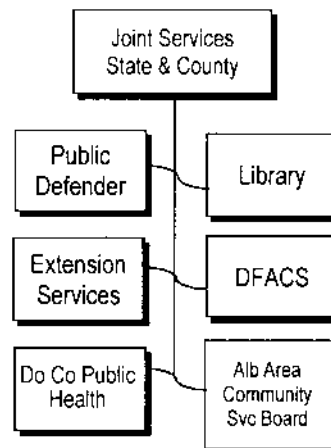 Joint Services
State & County
Public
Defender
Library
Extension
Services
DFACS
Do Co Public
Health
Alb Area
Community
Svc Board